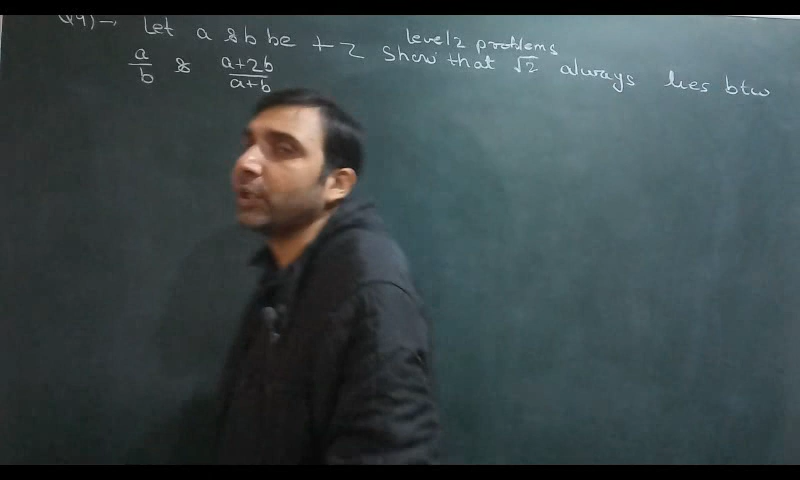 Q4) → Let a & b be +Z Show that √2 always lies btw
level 2 problems
a/b & a+2b/a+b